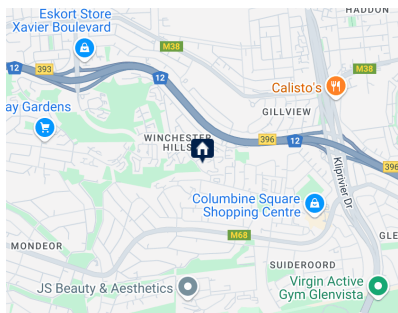 HADDON
Eskort Store
Xavier Boulevard
M38
12
393
12
M38
Calisto's
ay Gardens
GILLVIEW
WINCHESTER
HILLS
396
12
396
Kliprivier Dr
Columbine Square
Shopping Centre
M68
GLE
MONDEOR
SUIDEROORD
JS Beauty & Aesthetics
Virgin Active
Gym Glenvista